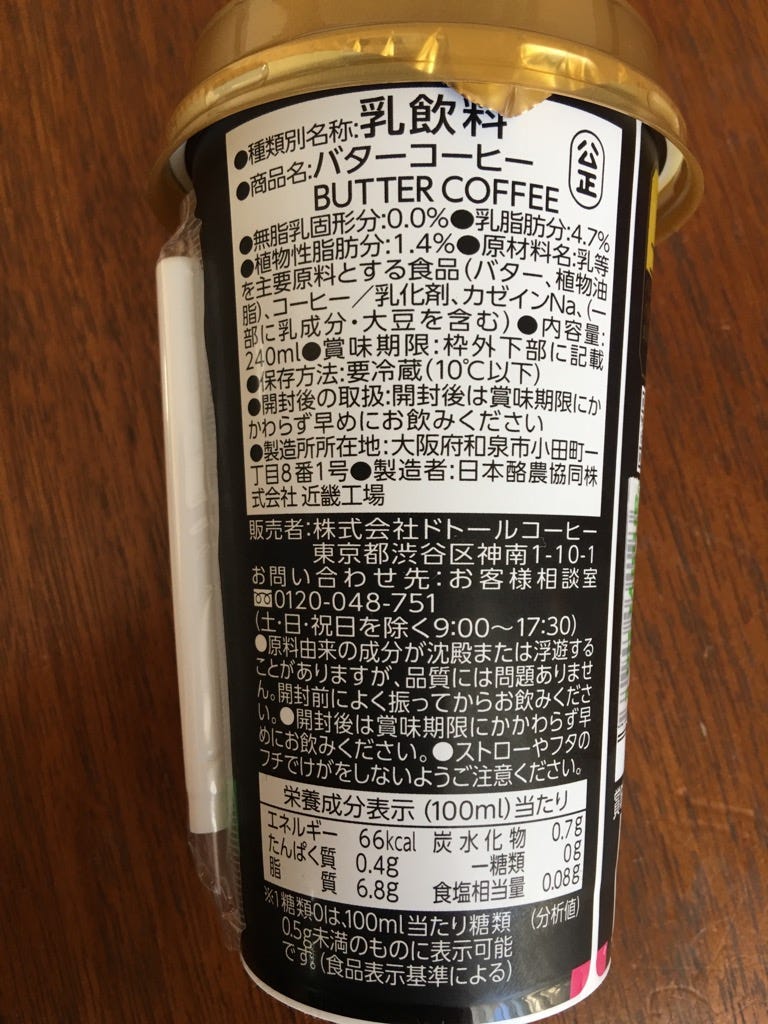 ●種類別名称:乳飲料
●商品名:バターコーヒー
BUTTER COFFEE
公正
●無脂乳固形分:0.0%●乳脂肪分:4.7%
●植物性脂肪分:1.4%●原材料名:乳等
を主要原料とする食品(バター、植物油
脂)、コーヒー/乳化剤、カゼインNa、(一
部に乳成分・大豆を含む)●内容量:
240ml●賞味期限:枠外下部に記載
●保存方法:要冷蔵(10℃以下)
●開封後の取扱:開封後は賞味期限にか
かわらず早めにお飲みください
●製造所所在地:大阪府和泉市小田町一
丁目8番1号●製造者:日本酪農協同株
式会社 近畿工場
販売者:株式会社ドトールコーヒー
東京都渋谷区神南1-10-1
お問い合わせ先:お客様相談室
0120-048-751
(土・日・祝日を除く9:00〜17:30)
●原料由来の成分が沈殿または浮遊する
ことがありますが、品質には問題ありませ
ん。開封前によく振ってからお飲みくださ
い。●開封後は賞味期限にかかわらず早
めにお飲みください。●ストローやフタの
フチでけがをしないようご注意ください。
栄養成分表示(100ml)当たり
エネルギー 66kcal 炭水化物 0.7g
たんぱく質 0.4g ー糖類 0g
脂質 6.8g 食塩相当量 0.08g
(分析値)
※1糖類0は、100ml当たり糖類
0.5g未満のものに表示可能
です。(食品表示基準による)